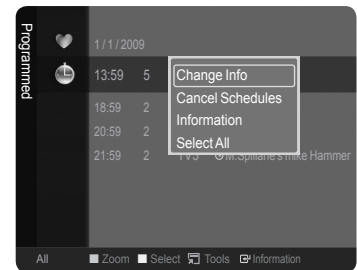 Programmed
1 / 1 / 2009
13:59 5
Change Info
Cancel Schedules
Information
Select All
18:59 2
20:59 2
21:59 2 TV3 M.Spillane's mike Hammer
All Zoom Select Tools Information